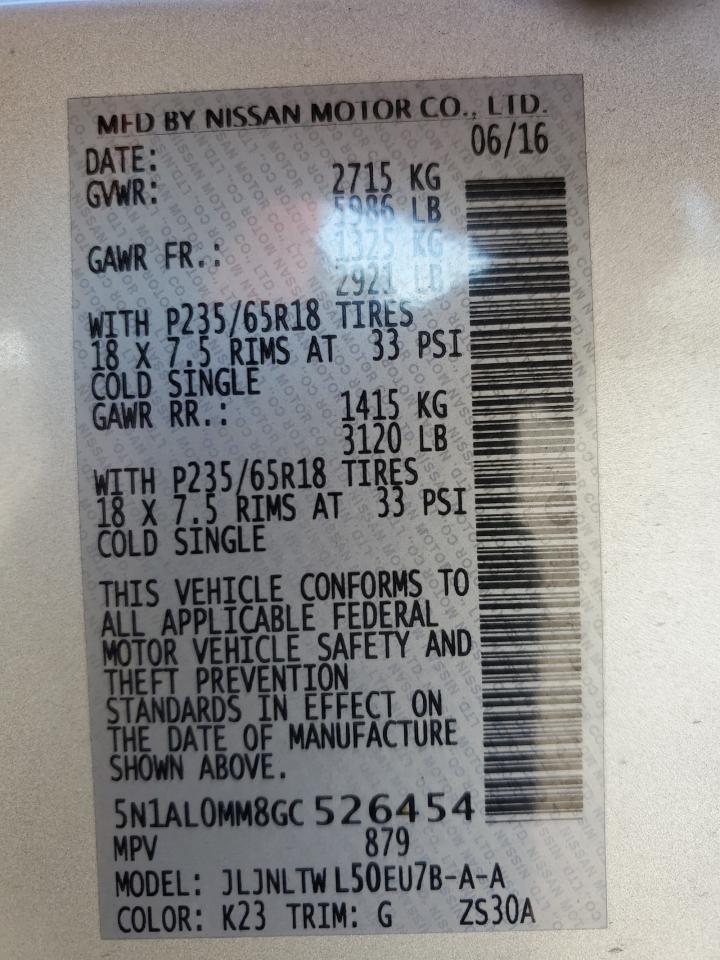 MFD BY NISSAN MOTOR CO., LTD.
DATE: 06/16
GVWR: 2715 KG
5986 LB
GAWR FR.: 1325 KG
2921 LB
WITH P235/65R18 TIRES
18 X 7.5 RIMS AT 33 PSI
COLD SINGLE
GAWR RR.: 1415 KG
3120 LB
WITH P235/65R18 TIRES
18 X 7.5 RIMS AT 33 PSI
COLD SINGLE
THIS VEHICLE CONFORMS TO
ALL APPLICABLE FEDERAL
MOTOR VEHICLE SAFETY AND
THEFT PREVENTION
STANDARDS IN EFFECT ON
THE DATE OF MANUFACTURE
SHOWN ABOVE.
5N1AL0MM8GC526454
MPV 879
MODEL: JLJNLTWL50EU7B-A-A
COLOR: K23 TRIM: G ZS30A